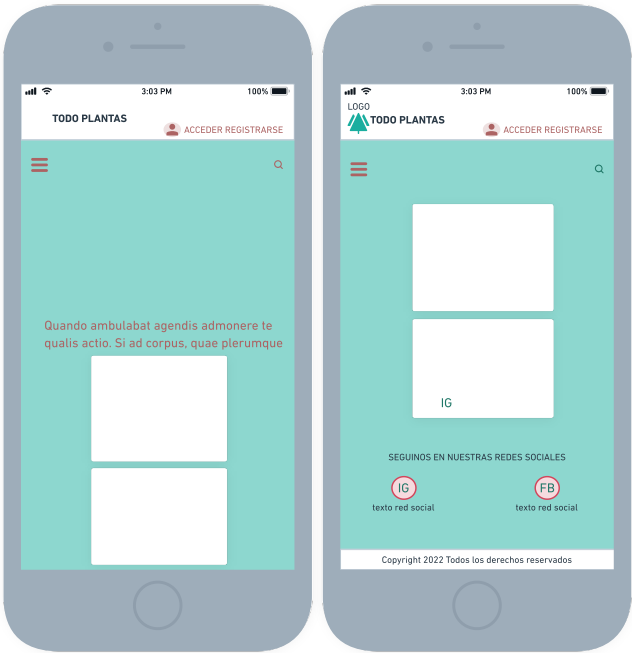 3:03 PM
100%
TODO PLANTAS
ACCEDER REGISTRARSE
Quando ambulabat agendis admonere te
qualis actio. Si ad corpus, quae plerumque
3:03 PM
100%
LOGO
TODO PLANTAS
ACCEDER REGISTRARSE
IG
SEGUINOS EN NUESTRAS REDES SOCIALES
IG
FB
texto red social
texto red social
Copyright 2022 Todos los derechos reservados